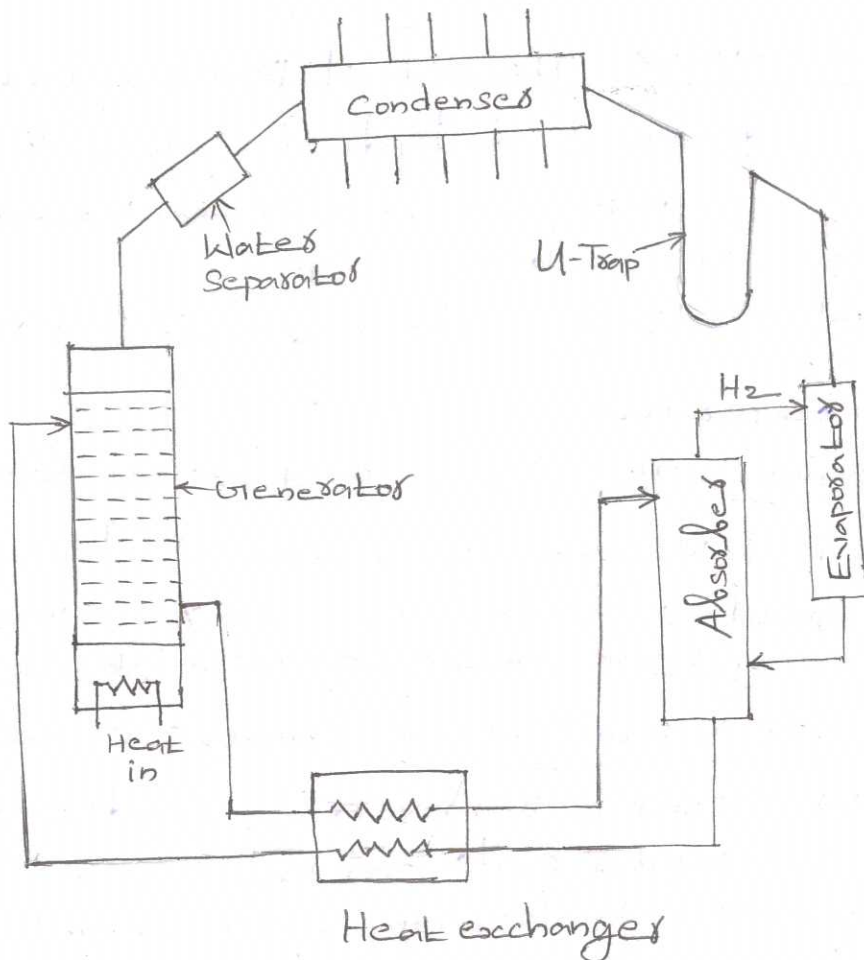 Condenser
Water
Separator
U-Trap
H2
Evaporator
Generator
Absorber
Heat
in
Heat exchanger